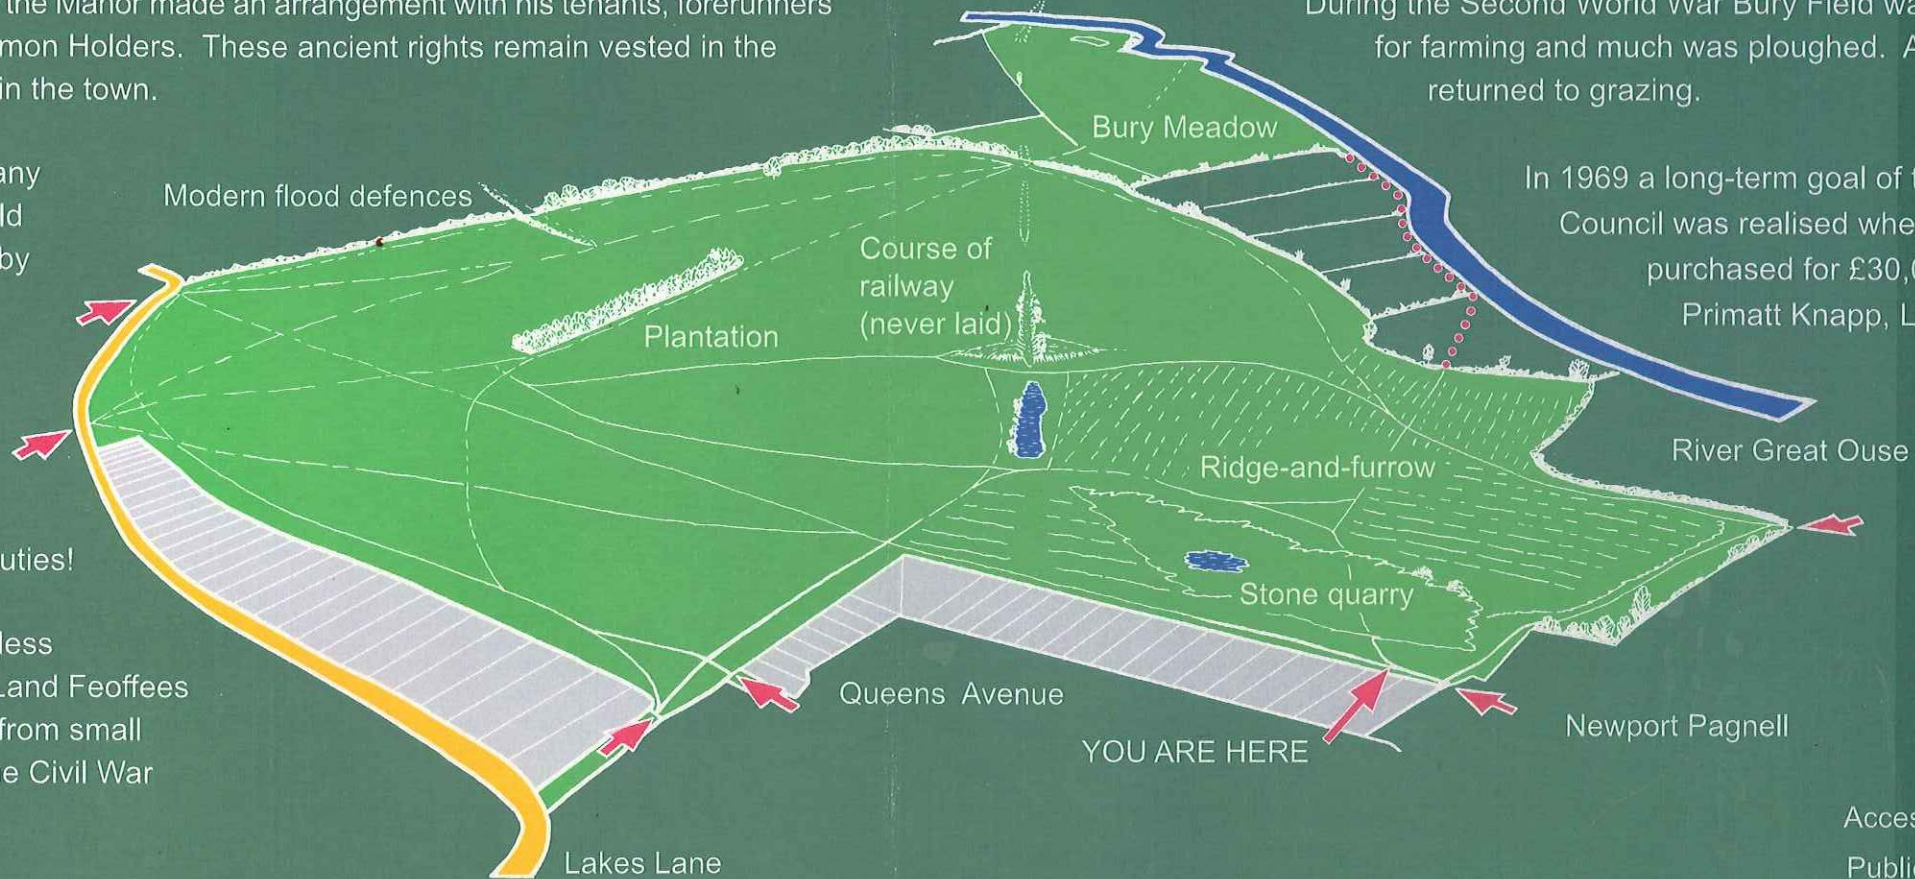 the Manor made an arrangement with his tenants, forerunners
mon Holders. These ancient rights remain vested in the
in the town.
any
ld
by
uties!
less
Land Feoffees
from small
e Civil War
During the Second World War Bury Field wa
for farming and much was ploughed. A
returned to grazing.
In 1969 a long-term goal of t
Council was realised whe
purchased for £30,0
Primatt Knapp, L
Bury Meadow
Modern flood defences
Course of
railway
(never laid)
Plantation
Ridge-and-furrow
River Great Ouse
Stone quarry
Queens Avenue
YOU ARE HERE
Newport Pagnell
Lakes Lane
Acces
Public